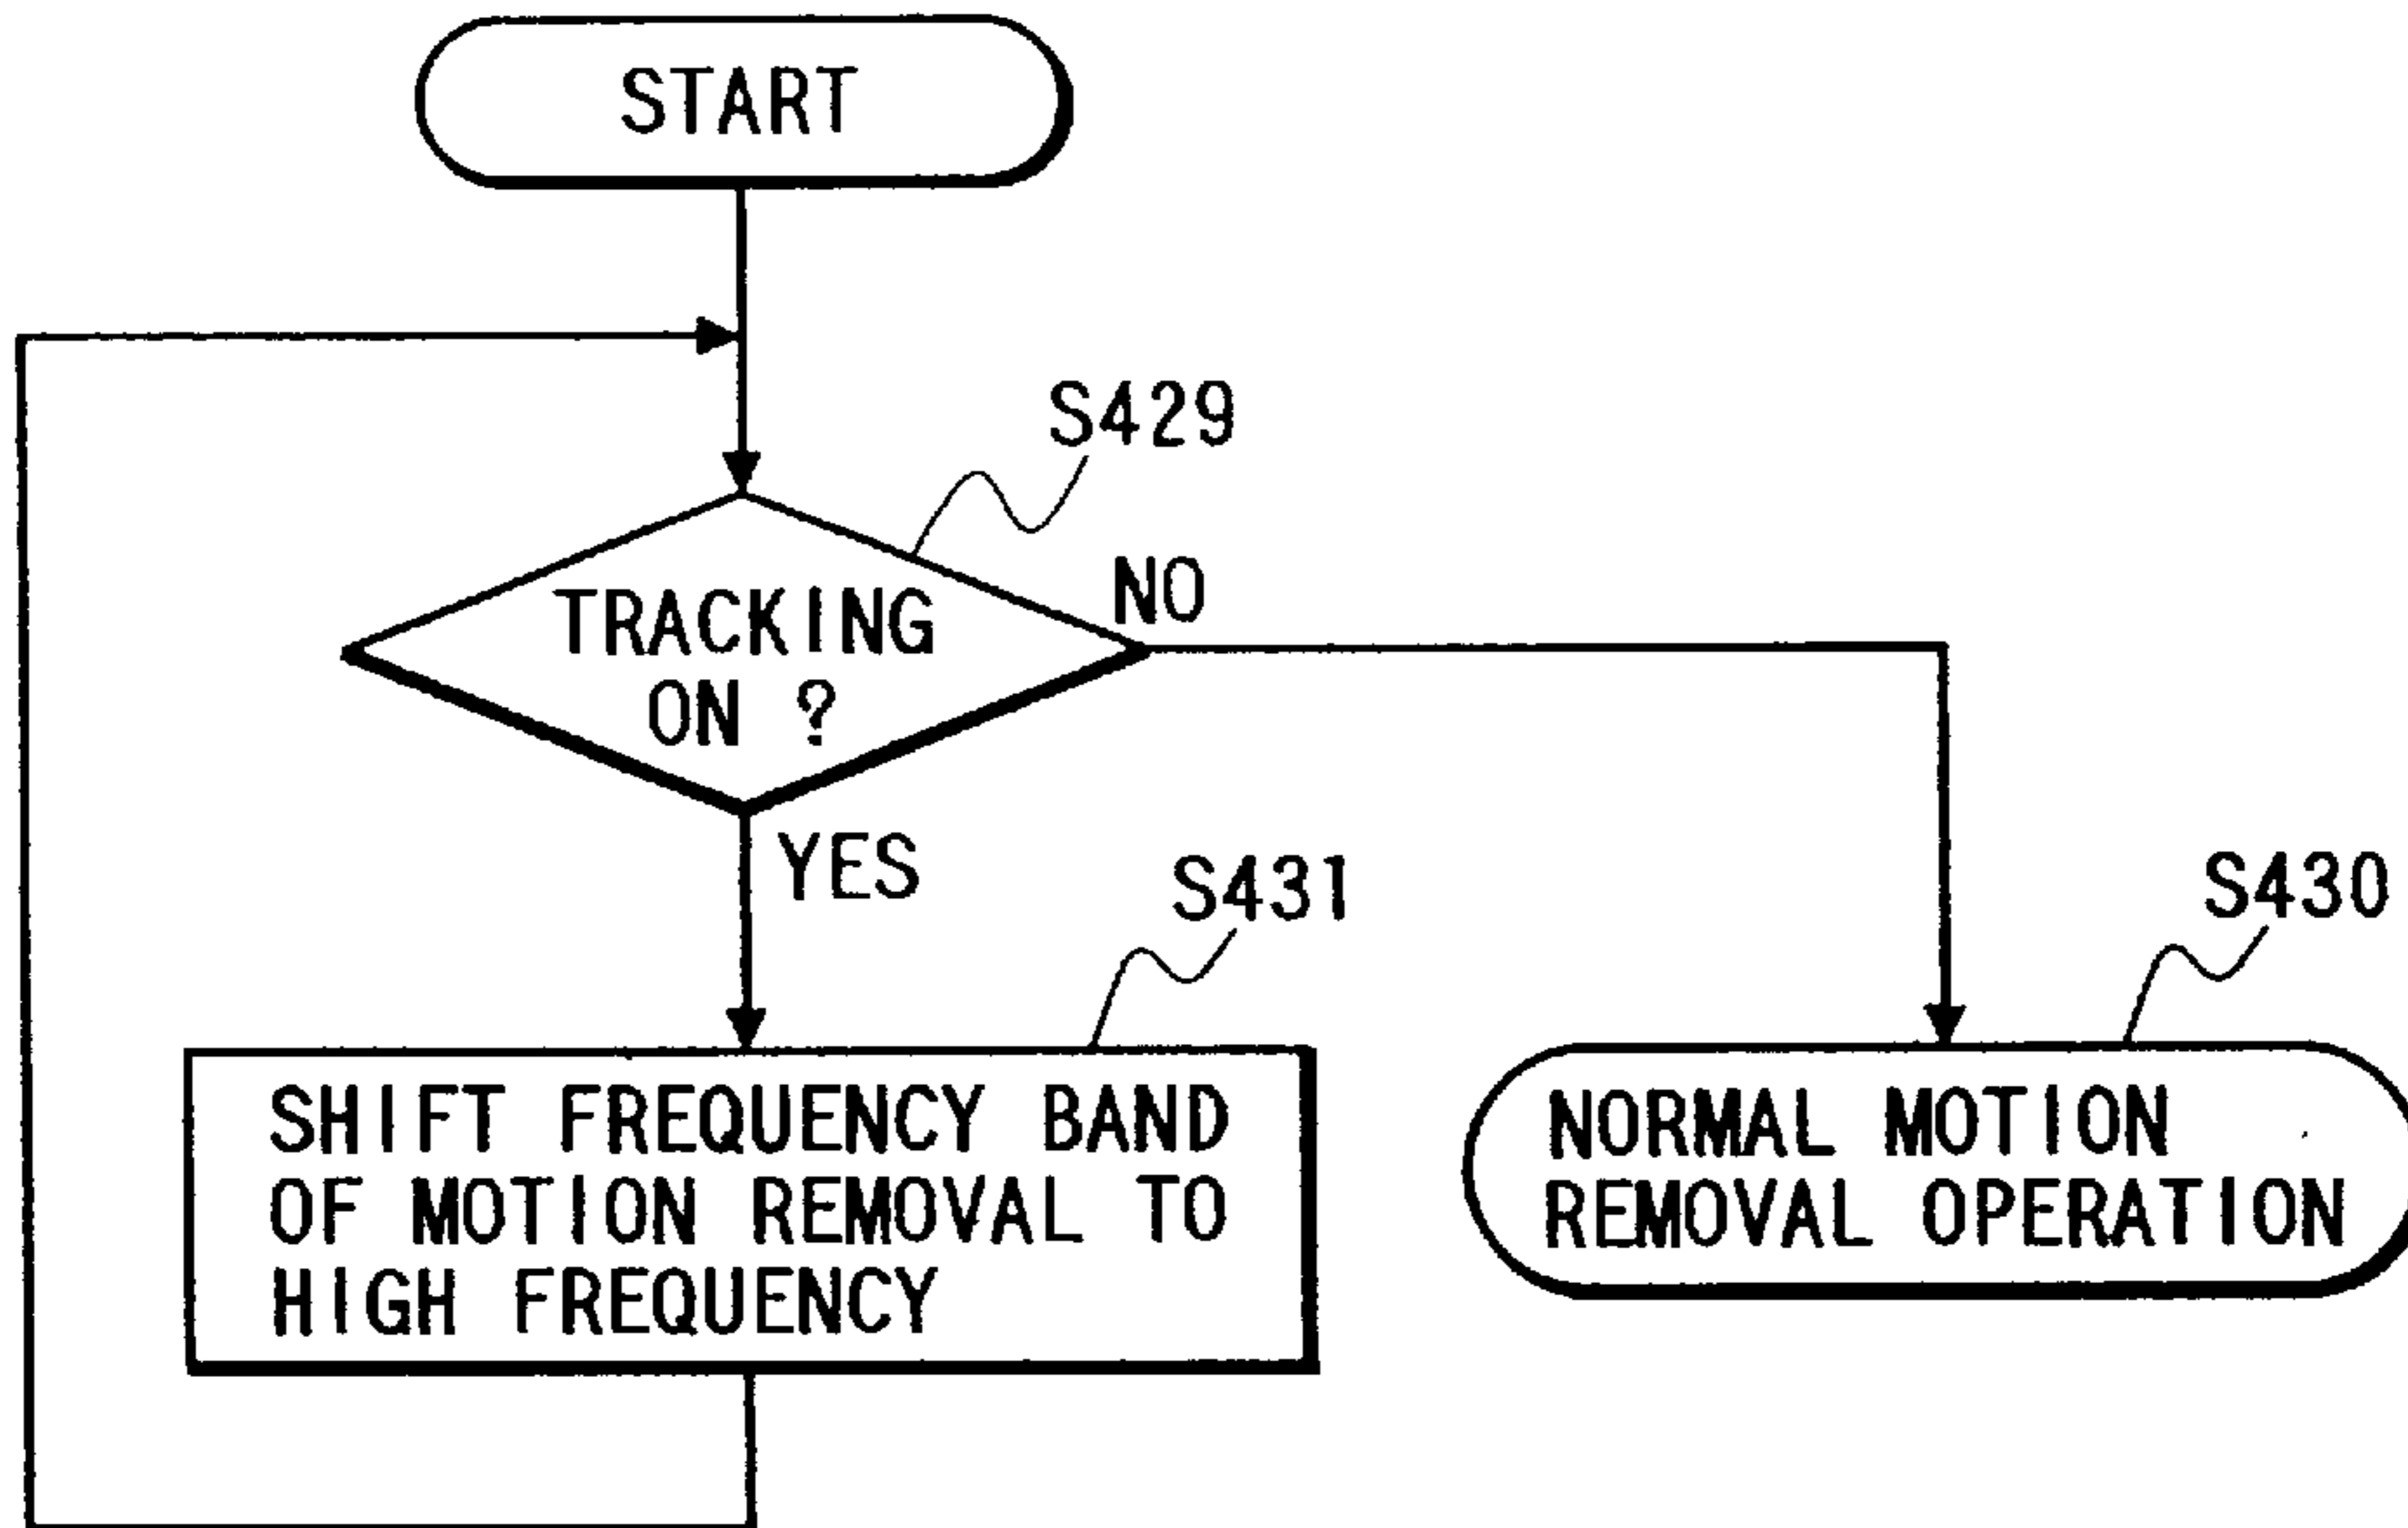 START
S429
NO
TRACKING
ON ?
YES
S431
S430
SHIFT FREQUENCY BAND
OF MOTION REMOVAL TO
HIGH FREQUENCY
NORMAL MOTION
REMOVAL OPERATION